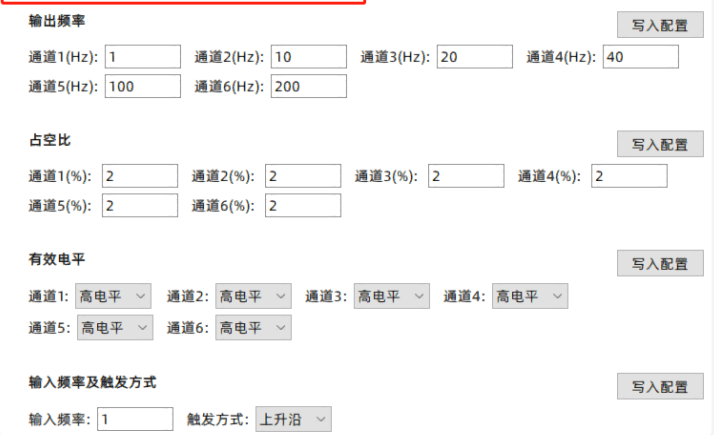 输出频率 写入配置
通道1(Hz): 1 通道2(Hz): 10 通道3(Hz): 20 通道4(Hz): 40
通道5(Hz): 100 通道6(Hz): 200
占空比 写入配置
通道1(%): 2 通道2(%): 2 通道3(%): 2 通道4(%): 2
通道5(%): 2 通道6(%): 2
有效电平 写入配置
通道1: 高电平 通道2: 高电平 通道3: 高电平 通道4: 高电平
通道5: 高电平 通道6: 高电平
输入频率及触发方式 写入配置
输入频率: 1 触发方式: 上升沿